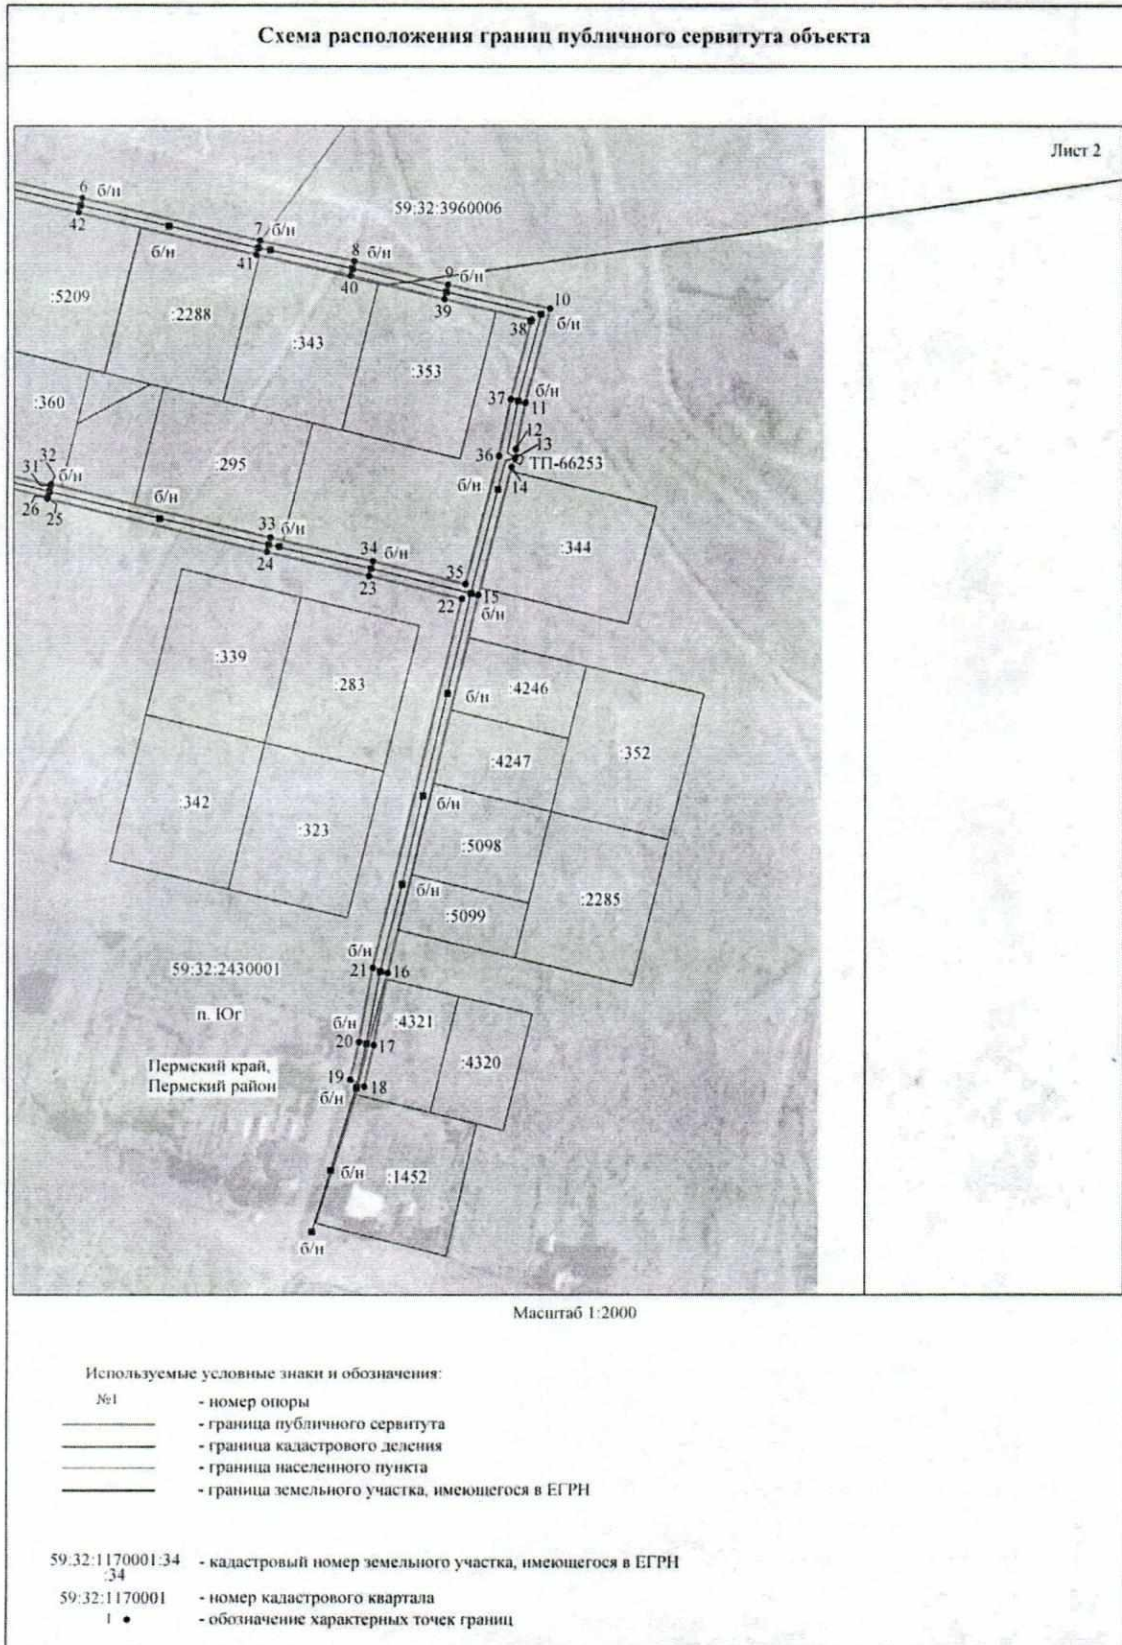 Схема расположения границ публичного сервитута объекта
Лист 2
6 б/н
42
59:32:3960006
7 б/н
б/н
41
8 б/н
40
9 б/н
39
10
38 б/н
:5209
:2288
:343
:353
37 б/н
11
:360
12
36 13
ТП-66253
14
:295
31 32 б/н
б/н
26 25
б/н
33 б/н
24
34 б/н
23
:344
35
22 15
б/н
:339
:283
:4246
б/н
:352
:4247
:342
:323
б/н
:5098
б/н
:2285
:5099
б/н
59:32:2430001
21 16
п. Юг
б/н
:4321
20 17
:4320
Пермский край,
Пермский район
19 18
б/н
б/н
:1452
б/н
Масштаб 1:2000
Используемые условные знаки и обозначения:
№1 - номер опоры
- граница публичного сервитута
- граница кадастрового деления
- граница населенного пункта
- граница земельного участка, имеющегося в ЕГРН
59:32:1170001:34 - кадастровый номер земельного участка, имеющегося в ЕГРН
:34
59:32:1170001 - номер кадастрового квартала
1 ● - обозначение характерных точек границ